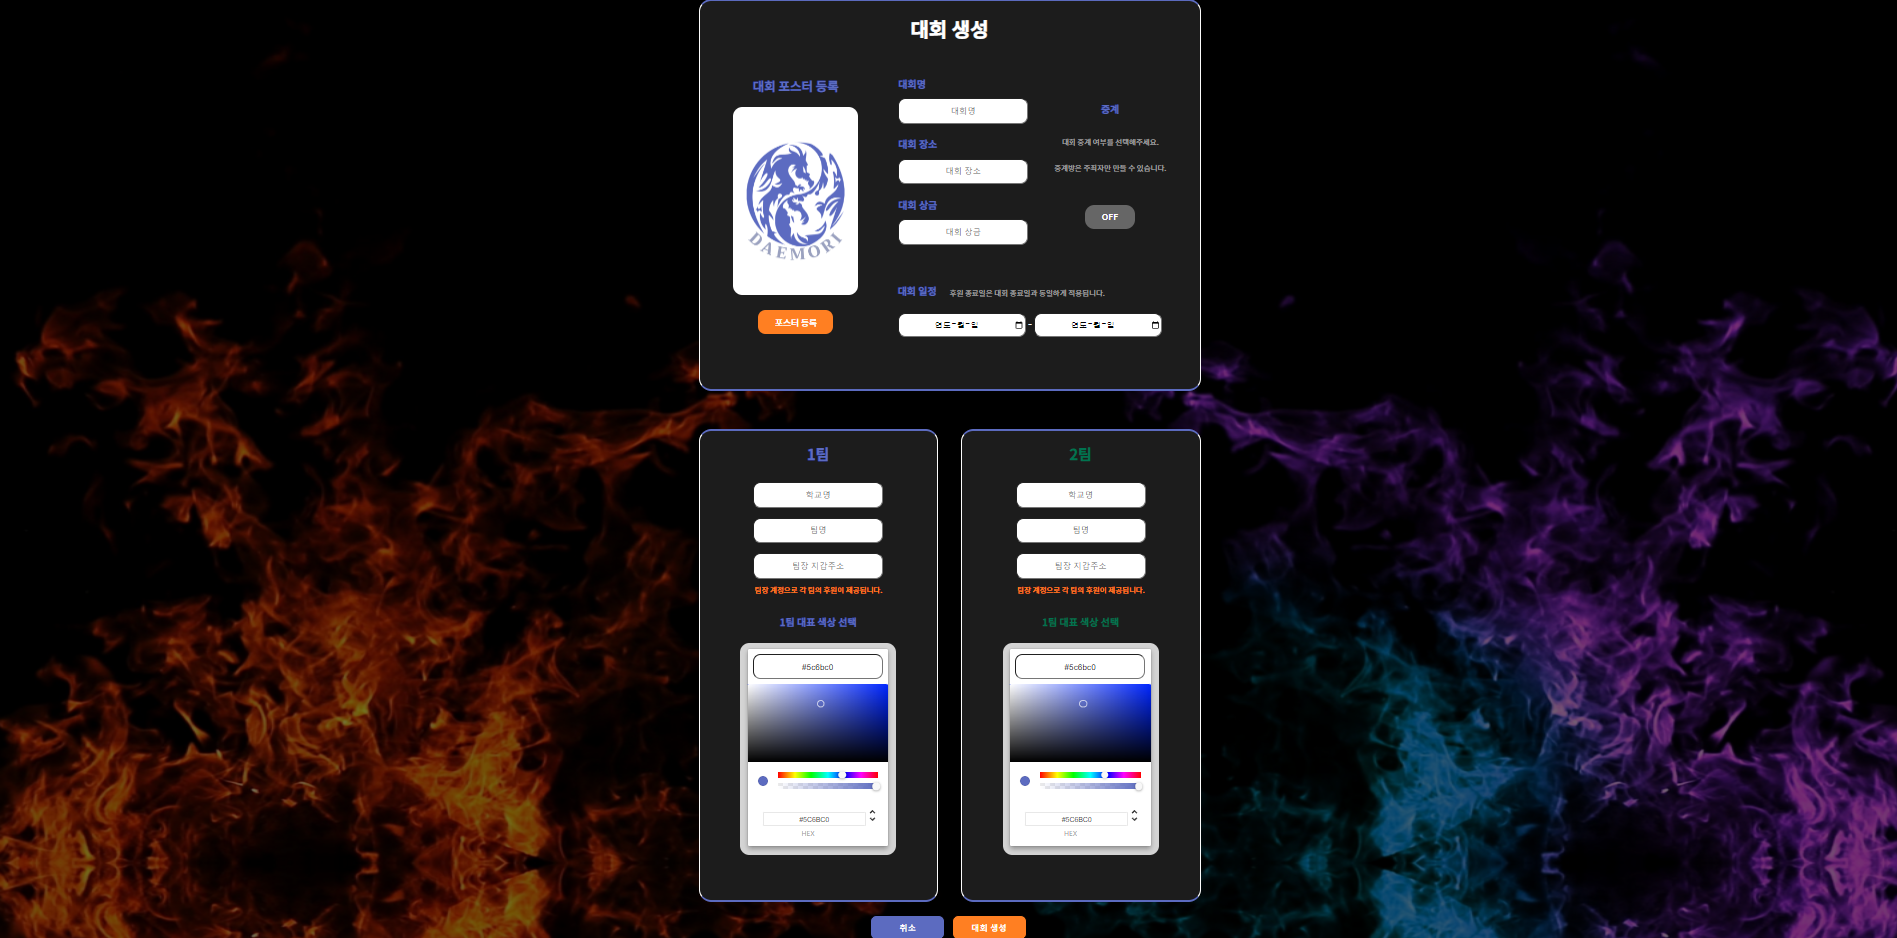 대회 생성
대회 포스터 등록
DAEMORI
포스터 등록
대회명
대회명
대회 장소
대회 장소
대회 상금
대회 상금
중계
대회 중계 여부를 선택해주세요.
중계방은 주최자만 만들 수 있습니다.
OFF
대회 일정 후원 종료일은 대회 종료일과 동일하게 적용됩니다.
연도-월-일 - 연도-월-일
1팀
학교명
팀명
팀장 지갑주소
팀장 계정으로 각 팀의 후원이 제공됩니다.
1팀 대표 색상 선택
#5c6bc0
#5C6BC0
HEX
2팀
학교명
팀명
팀장 지갑주소
팀장 계정으로 각 팀의 후원이 제공됩니다.
1팀 대표 색상 선택
#5c6bc0
#5C6BC0
HEX
취소
대회 생성